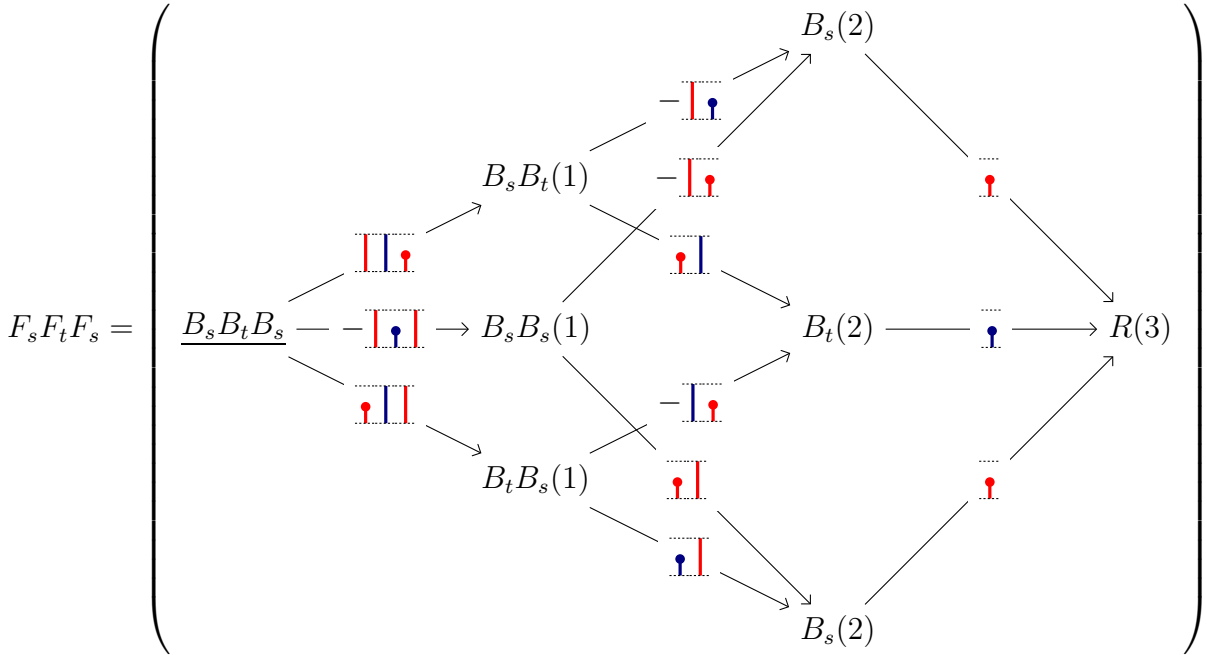 B_s(2)
−
B_sB_t(1)
−
F_sF_tF_s = ( B_sB_tB_s − B_sB_s(1) B_t(2) R(3) )
−
B_tB_s(1)
B_s(2)